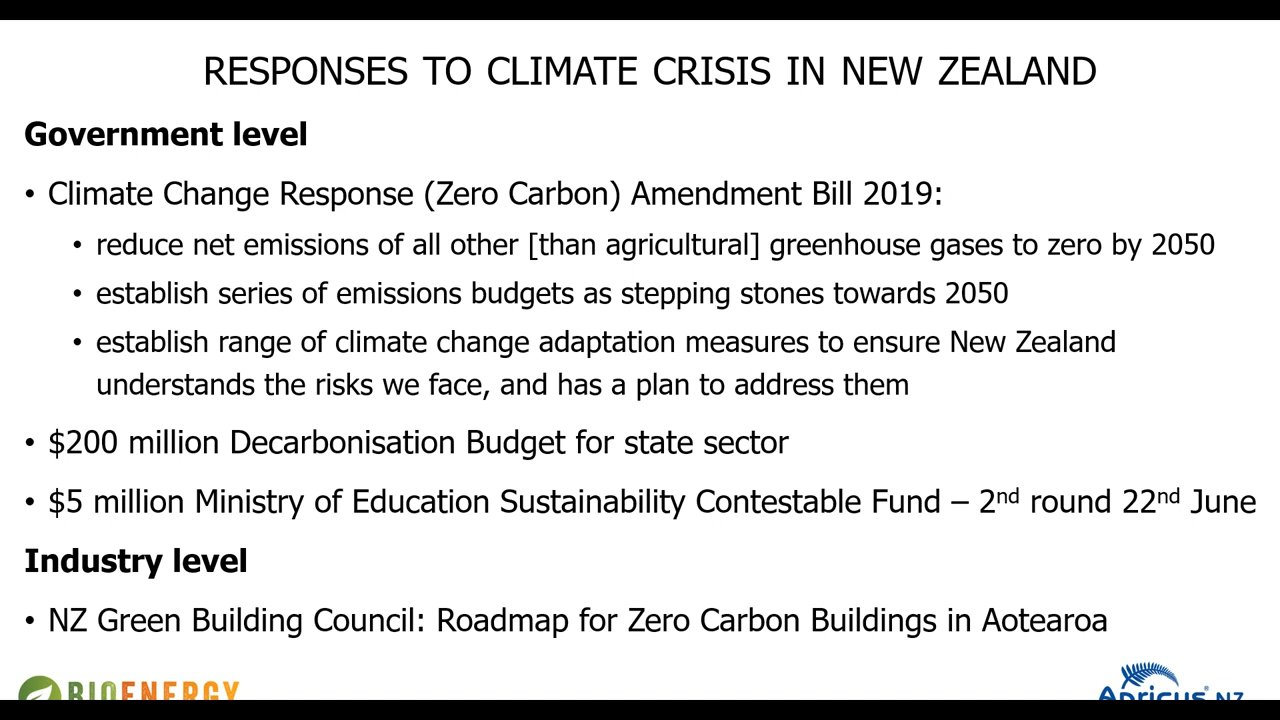 RESPONSES TO CLIMATE CRISIS IN NEW ZEALAND
Government level
• Climate Change Response (Zero Carbon) Amendment Bill 2019:
• reduce net emissions of all other [than agricultural] greenhouse gases to zero by 2050
• establish series of emissions budgets as stepping stones towards 2050
• establish range of climate change adaptation measures to ensure New Zealand
understands the risks we face, and has a plan to address them
• $200 million Decarbonisation Budget for state sector
• $5 million Ministry of Education Sustainability Contestable Fund – 2nd round 22nd June
Industry level
• NZ Green Building Council: Roadmap for Zero Carbon Buildings in Aotearoa
BIOENERGY
Apricus® NZ